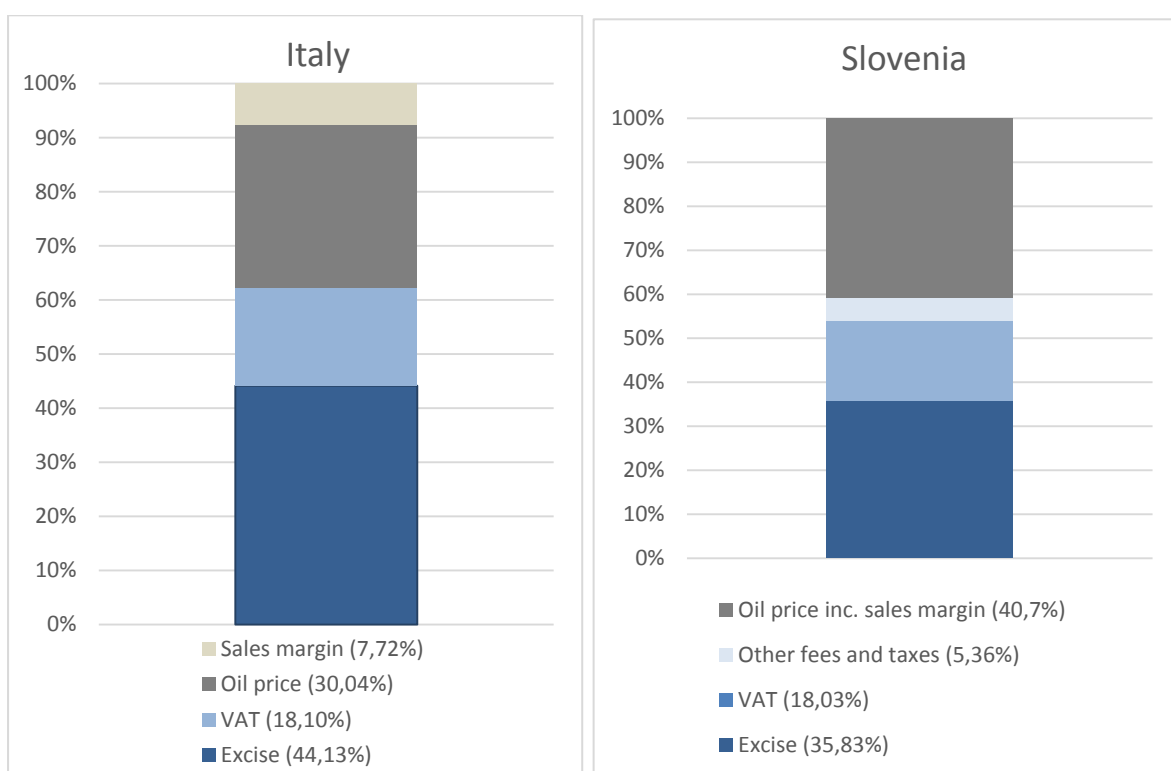 Italy
100%
90%
80%
70%
60%
50%
40%
30%
20%
10%
0%
Sales margin (7,72%)
Oil price (30,04%)
VAT (18,10%)
Excise (44,13%)
Slovenia
100%
90%
80%
70%
60%
50%
40%
30%
20%
10%
0%
Oil price inc. sales margin (40,7%)
Other fees and taxes (5,36%)
VAT (18,03%)
Excise (35,83%)